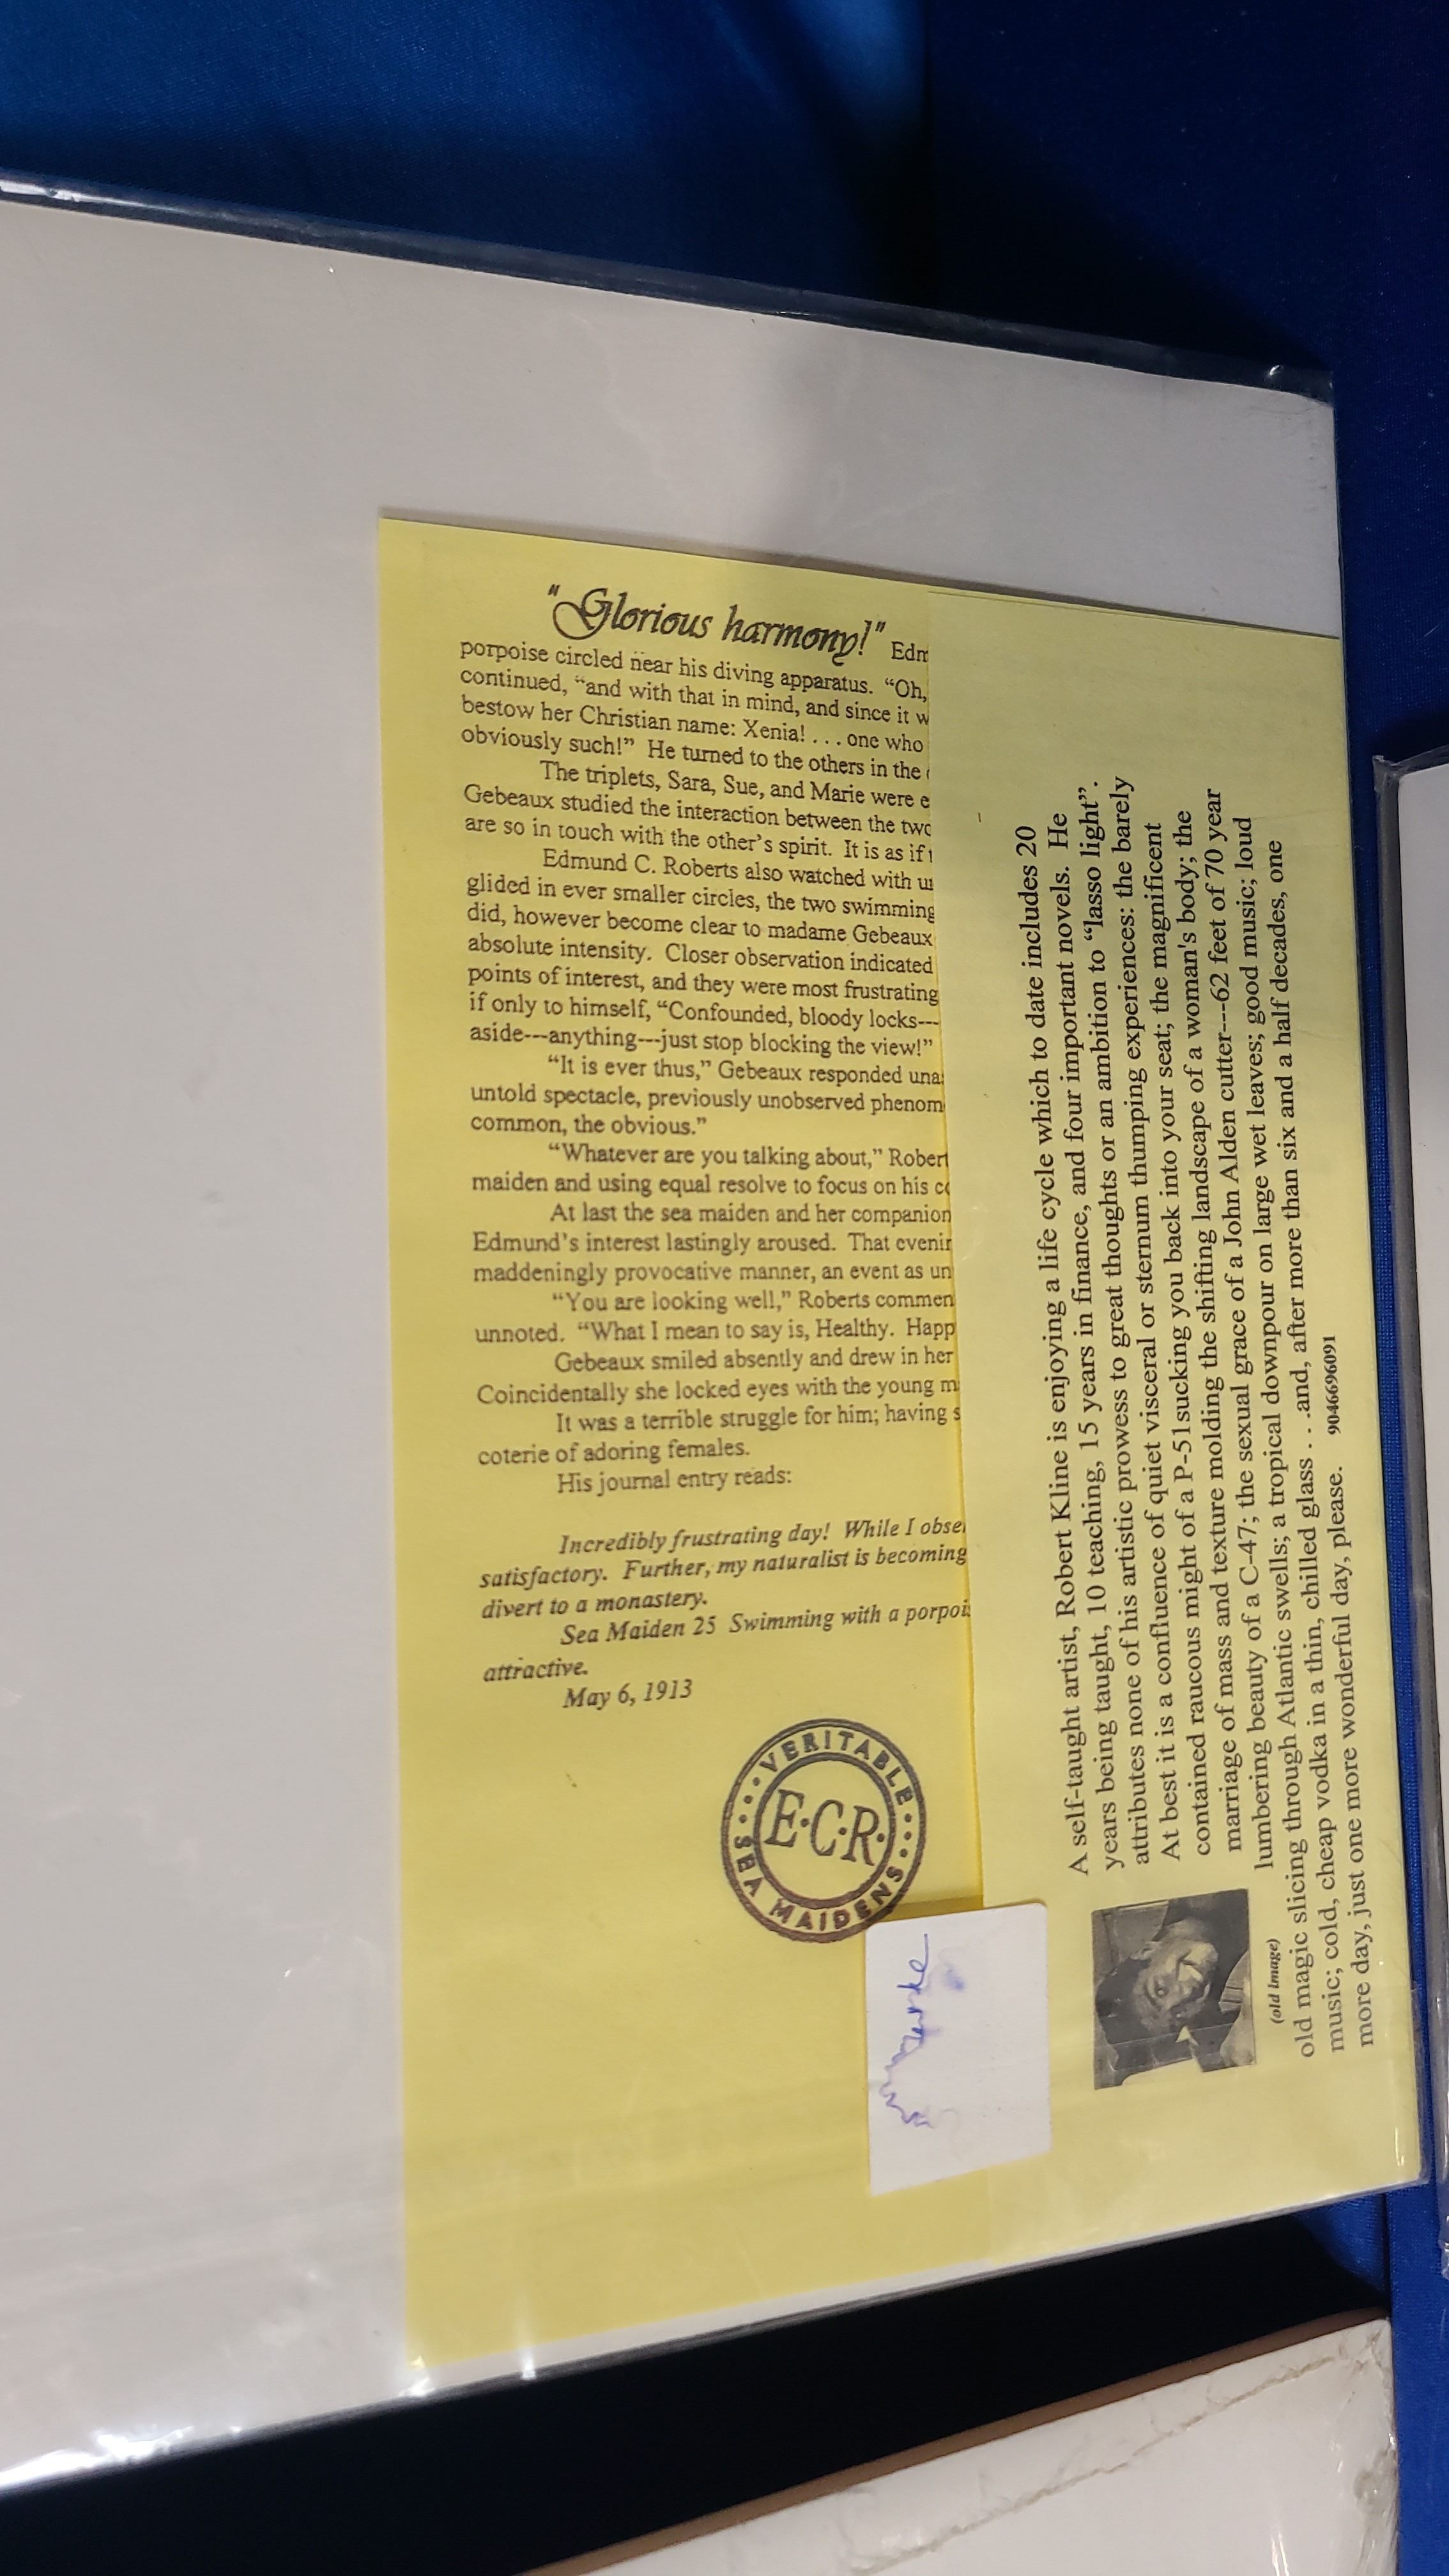 "Glorious harmony!" Edm
porpoise circled near his diving apparatus. "Oh,
continued, "and with that in mind, and since it w
bestow her Christian name: Xenia! . . . one who
obviously such!" He turned to the others in the
The triplets, Sara, Sue, and Marie were e
Gebeaux studied the interaction between the two
are so in touch with the other's spirit. It is as if
Edmund C. Roberts also watched with u
glided in ever smaller circles, the two swimming
did, however become clear to madame Gebeaux
absolute intensity. Closer observation indicated
points of interest, and they were most frustrating
if only to himself, "Confounded, bloody locks---
aside---anything---just stop blocking the view!"
"It is ever thus," Gebeaux responded una
untold spectacle, previously unobserved phenom
common, the obvious."
"Whatever are you talking about," Robert
maiden and using equal resolve to focus on his c
At last the sea maiden and her companion
Edmund's interest lastingly aroused. That evenin
maddeningly provocative manner, an event as un
"You are looking well," Roberts commen
unnoted. "What I mean to say is, Healthy. Happ
Gebeaux smiled absently and drew in her
Coincidentally she locked eyes with the young m
It was a terrible struggle for him; having s
coterie of adoring females.
His journal entry reads:
Incredibly frustrating day! While I obse
satisfactory. Further, my naturalist is becoming
divert to a monastery.
Sea Maiden 25 Swimming with a porpois
attractive.
May 6, 1913
VERITABLE
E·C·R·
SEA MAIDENS
A self-taught artist, Robert Kline is enjoying a life cycle which to date includes 20
years being taught, 10 teaching, 15 years in finance, and four important novels. He
attributes none of his artistic prowess to great thoughts or an ambition to "lasso light".
At best it is a confluence of quiet visceral or sternum thumping experiences: the barely
contained raucous might of a P-51sucking you back into your seat; the magnificent
marriage of mass and texture molding the shifting landscape of a woman's body; the
lumbering beauty of a C-47; the sexual grace of a John Alden cutter---62 feet of 70 year
(old image)
old magic slicing through Atlantic swells; a tropical downpour on large wet leaves; good music; loud
music; cold, cheap vodka in a thin, chilled glass . . .and, after more than six and a half decades, one
more day, just one more wonderful day, please. 9046696091